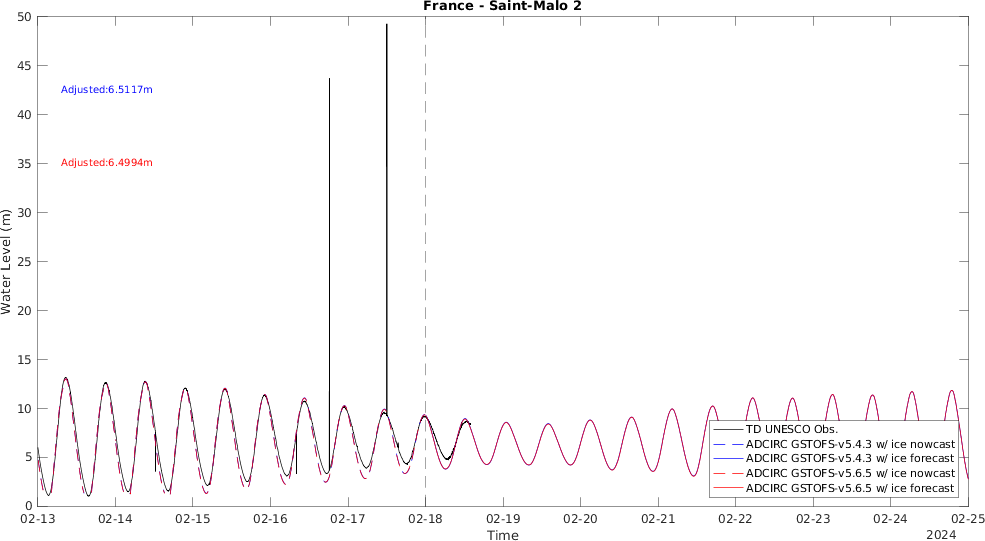 France - Saint-Malo 2
50
45
40
35
30
25
20
15
10
5
0
Water Level (m)
Adjusted:6.5117m
Adjusted:6.4994m
TD UNESCO Obs.
ADCIRC GSTOFS-v5.4.3 w/ ice nowcast
ADCIRC GSTOFS-v5.4.3 w/ ice forecast
ADCIRC GSTOFS-v5.6.5 w/ ice nowcast
ADCIRC GSTOFS-v5.6.5 w/ ice forecast
02-13 02-14 02-15 02-16 02-17 02-18 02-19 02-20 02-21 02-22 02-23 02-24 02-25
Time
2024